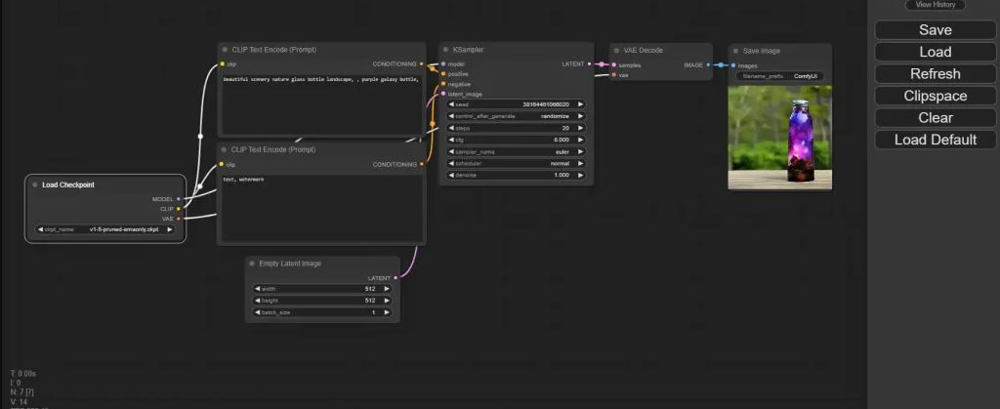 View History
Save
Load
Refresh
Clipspace
Clear
Load Default
CLIP Text Encode (Prompt)
clip
CONDITIONING
beautiful scenery nature glass bottle landscape, , purple galaxy bottle,
CLIP Text Encode (Prompt)
clip
CONDITIONING
text, watermark
Load Checkpoint
MODEL
CLIP
VAE
ckpt_name v1-5-pruned-emaonly.ckpt
Empty Latent Image
LATENT
width 512
height 512
batch_size 1
KSampler
model LATENT
positive
negative
latent_image
seed 38164461066020
control_after_generate randomize
steps 20
cfg 8.000
sampler_name euler
scheduler normal
denoise 1.000
VAE Decode
samples IMAGE
vae
Save Image
images
filename_prefix ComfyUI
T: 0.00s
I: 0
N: 7 [7]
V: 14